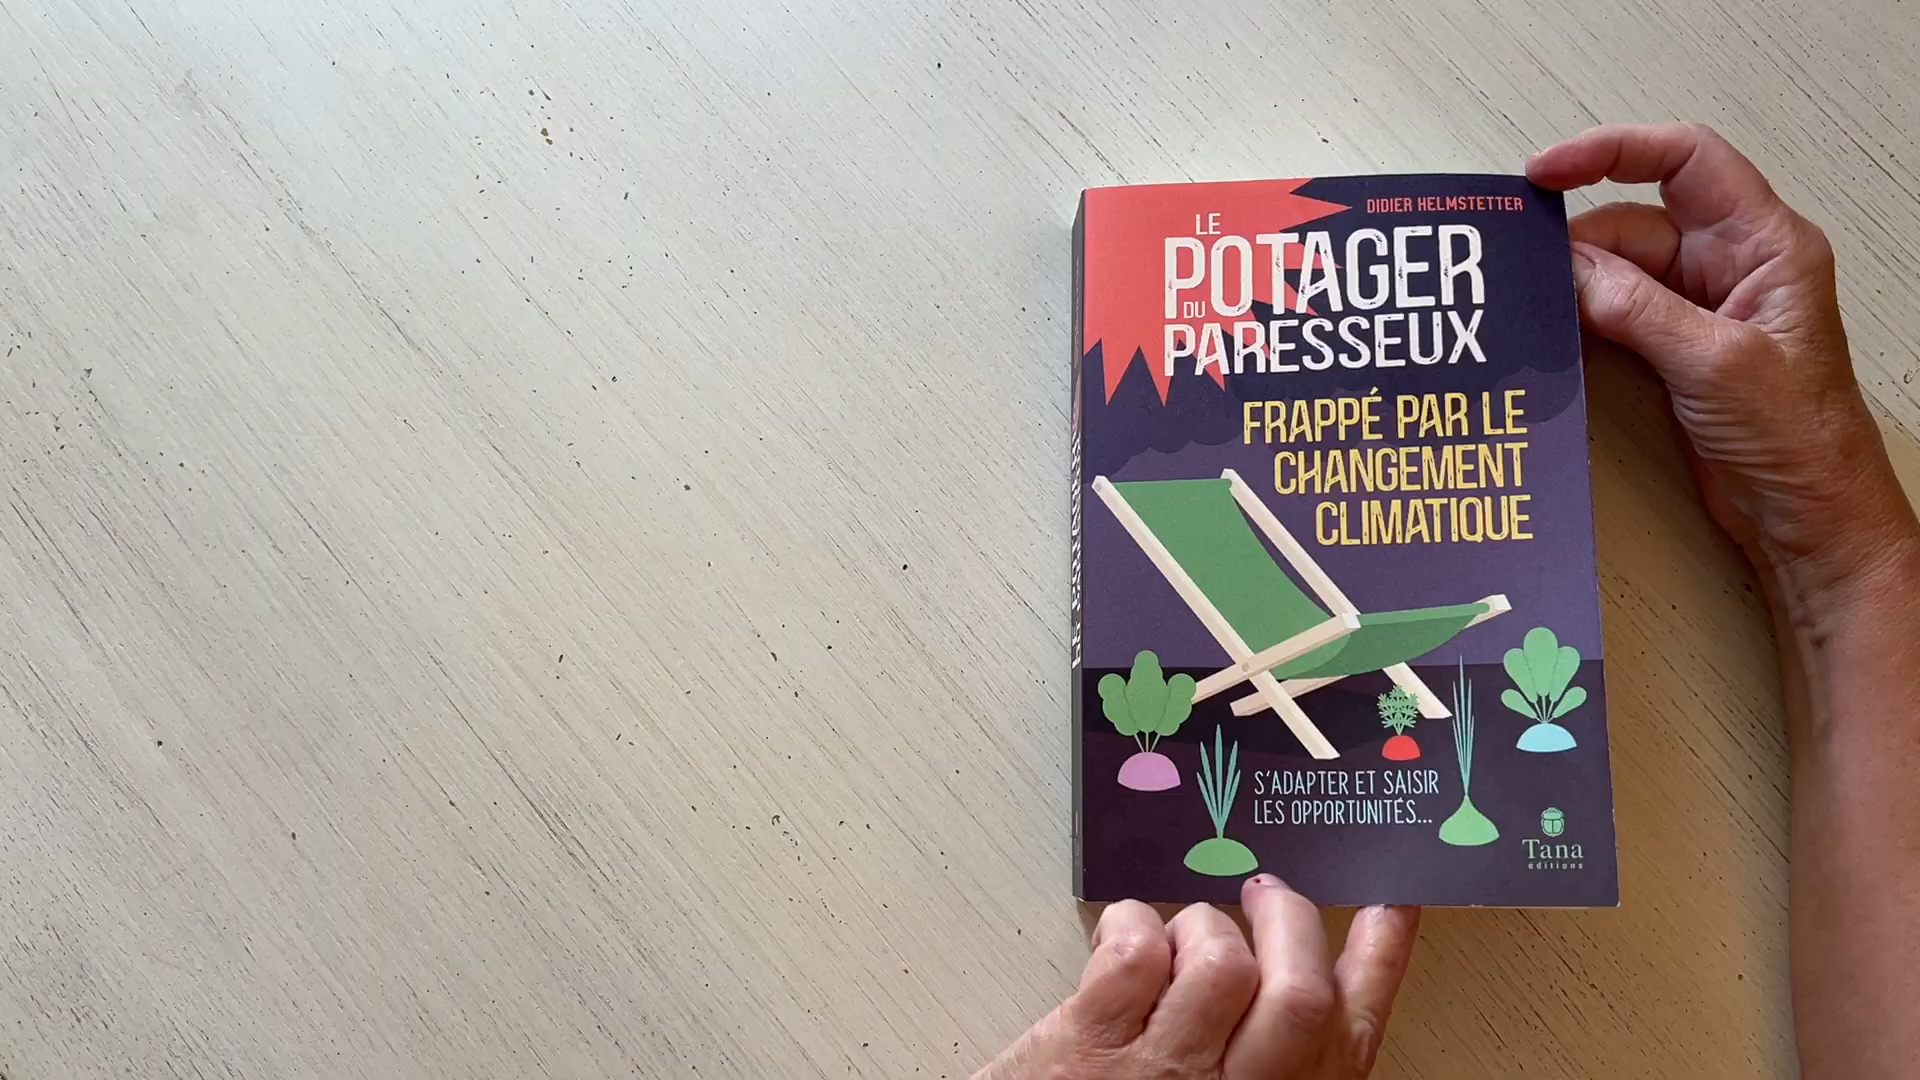 DIDIER HELMSTETTER
LE
POTAGER
DU
PARESSEUX
FRAPPÉ PAR LE
CHANGEMENT
CLIMATIQUE
S'ADAPTER ET SAISIR
LES OPPORTUNITÉS...
Tana
éditions